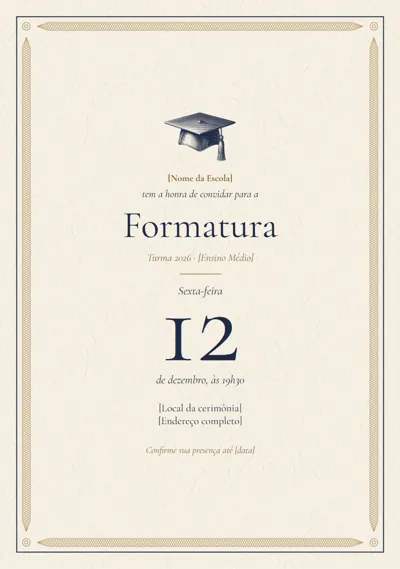 [Nome da Escola]
tem a honra de convidar para a
Formatura
Turma 2026 · [Ensino Médio]
Sexta-feira
12
de dezembro, às 19h30
[Local da cerimônia]
[Endereço completo]
Confirme sua presença até [data]